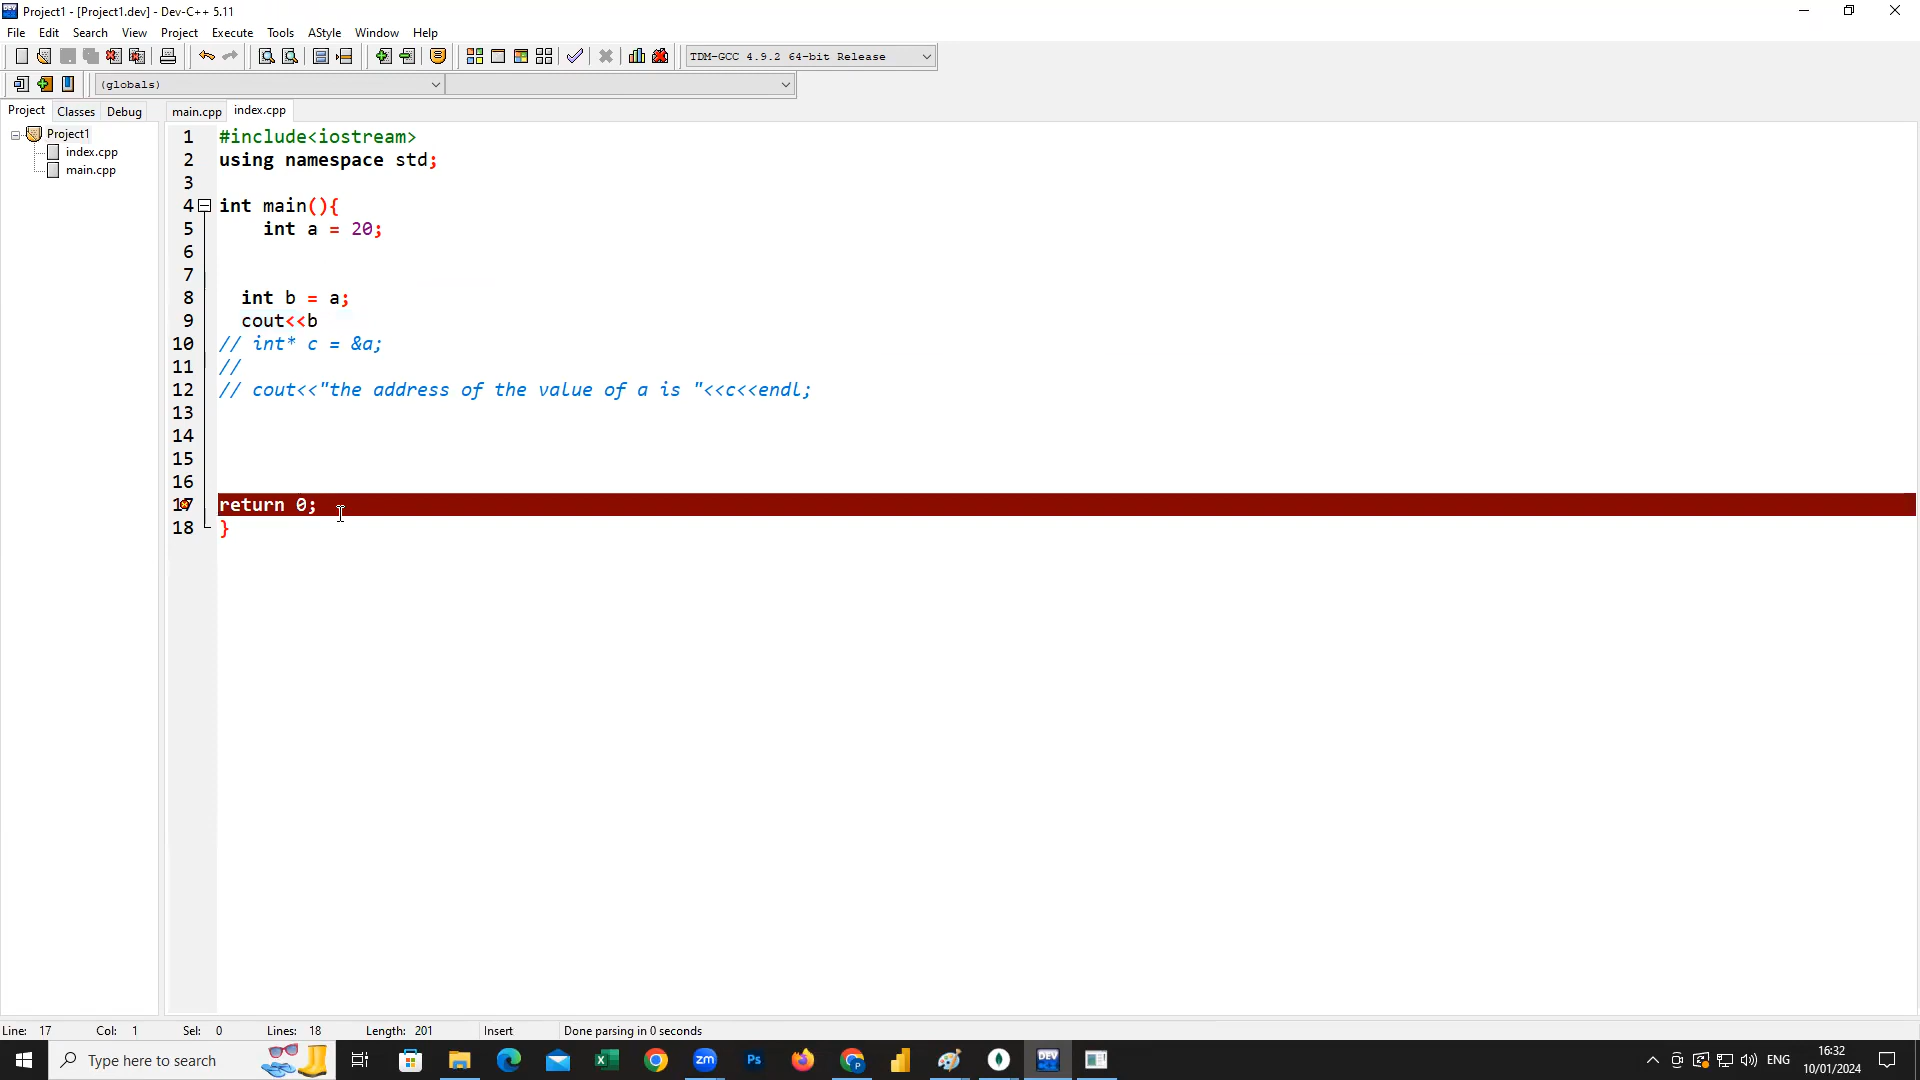 Project1 - [Project1.dev] - Dev-C++ 5.11
File Edit Search View Project Execute Tools AStyle Window Help
TDM-GCC 4.9.2 64-bit Release
(globals)
Project Classes Debug main.cpp index.cpp
Project1
index.cpp
main.cpp
1 #include<iostream>
2 using namespace std;
3
4 int main(){
5 int a = 20;
6
7
8 int b = a;
9 cout<<b
10 // int* c = &a;
11 //
12 // cout<<"the address of the value of a is "<<c<<endl;
13
14
15
16
17 return 0;
18 }
Line: 17 Col: 1 Sel: 0 Lines: 18 Length: 201 Insert Done parsing in 0 seconds
Type here to search
zm
Ps
DEV
ENG
16:32
10/01/2024